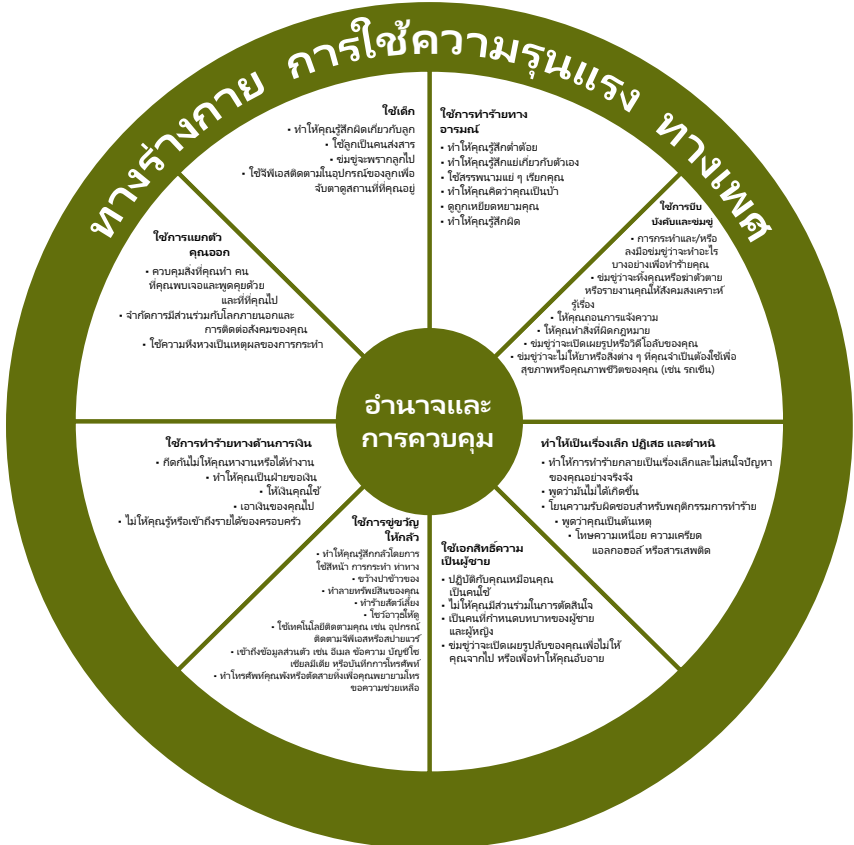 ทางร่างกาย การใช้ความรุนแรง ทางเพศ
ใช้เด็ก
• ทำให้คุณรู้สึกผิดเกี่ยวกับลูก
• ใช้ลูกเป็นคนส่งสาร
• ข่มขู่จะพรากลูกไป
• ใช้จีพีเอสติดตามในอุปกรณ์ของลูกเพื่อ
จับตาดูสถานที่ที่คุณอยู่
ใช้การทำร้ายทาง
อารมณ์
• ทำให้คุณรู้สึกต่ำต้อย
• ทำให้คุณรู้สึกแย่เกี่ยวกับตัวเอง
• ใช้สรรพนามแย่ ๆ เรียกคุณ
• ทำให้คุณคิดว่าคุณเป็นบ้า
• ดูถูกเหยียดหยามคุณ
• ทำให้คุณรู้สึกผิด
ใช้การบีบ
บังคับและข่มขู่
• การกระทำและ/หรือ
ลงมือข่มขู่ว่าจะทำอะไร
บางอย่างเพื่อทำร้ายคุณ
• ข่มขู่ว่าจะทิ้งคุณหรือฆ่าตัวตาย
หรือรายงานคุณให้สังคมสงเคราะห์
รู้เรื่อง
• ให้คุณถอนการแจ้งความ
• ให้คุณทำสิ่งที่ผิดกฎหมาย
• ข่มขู่ว่าจะเปิดเผยรูปหรือวิดีโอลับของคุณ
• ข่มขู่ว่าจะไม่ให้ยาหรือสิ่งต่าง ๆ ที่คุณจำเป็นต้องใช้เพื่อ
สุขภาพหรือคุณภาพชีวิตของคุณ (เช่น รถเข็น)
ใช้การแยกตัว
คุณออก
• ควบคุมสิ่งที่คุณทำ คน
ที่คุณพบเจอและพูดคุยด้วย
และที่ที่คุณไป
• จำกัดการมีส่วนร่วมกับโลกภายนอกและ
การติดต่อสังคมของคุณ
• ใช้ความหึงหวงเป็นเหตุผลของการกระทำ
อำนาจและ
การควบคุม
ใช้การทำร้ายทางด้านการเงิน
• กีดกันไม่ให้คุณหางานหรือได้ทำงาน
• ทำให้คุณเป็นฝ่ายขอเงิน
• ให้เงินคุณใช้
• เอาเงินของคุณไป
• ไม่ให้คุณรู้หรือเข้าถึงรายได้ของครอบครัว
ทำให้เป็นเรื่องเล็ก ปฏิเสธ และตำหนิ
• ทำให้การทำร้ายกลายเป็นเรื่องเล็กและไม่สนใจปัญหา
ของคุณอย่างจริงจัง
• พูดว่ามันไม่ได้เกิดขึ้น
• โยนความรับผิดชอบสำหรับพฤติกรรมการทำร้าย
• พูดว่าคุณเป็นต้นเหตุ
• โทษความเหนื่อย ความเครียด
แอลกอฮอล์ หรือสารเสพติด
ใช้การขู่ขวัญ
ให้กลัว
• ทำให้คุณรู้สึกกลัวโดยการ
ใช้สีหน้า การกระทำ ท่าทาง
• ขว้างปาข้าวของ
• ทำลายทรัพย์สินของคุณ
• ทำร้ายสัตว์เลี้ยง
• โชว์อาวุธให้ดู
• ใช้เทคโนโลยีติดตามคุณ เช่น อุปกรณ์
ติดตามจีพีเอสหรือสปายแวร์
• เข้าถึงข้อมูลส่วนตัว เช่น อีเมล ข้อความ บัญชีโซ
เชียลมีเดีย หรือบันทึกการโทรศัพท์
• ทำโทรศัพท์คุณพังหรือตัดสายทิ้งเพื่อคุณพยายามโทร
ขอความช่วยเหลือ
ใช้เอกสิทธิ์ความ
เป็นผู้ชาย
• ปฏิบัติกับคุณเหมือนคุณ
เป็นคนใช้
• ไม่ให้คุณมีส่วนร่วมในการตัดสินใจ
• เป็นคนที่กำหนดบทบาทของผู้ชาย
และผู้หญิง
• ข่มขู่ว่าจะเปิดเผยรูปลับของคุณเพื่อไม่ให้
คุณจากไป หรือเพื่อทำให้คุณอับอาย